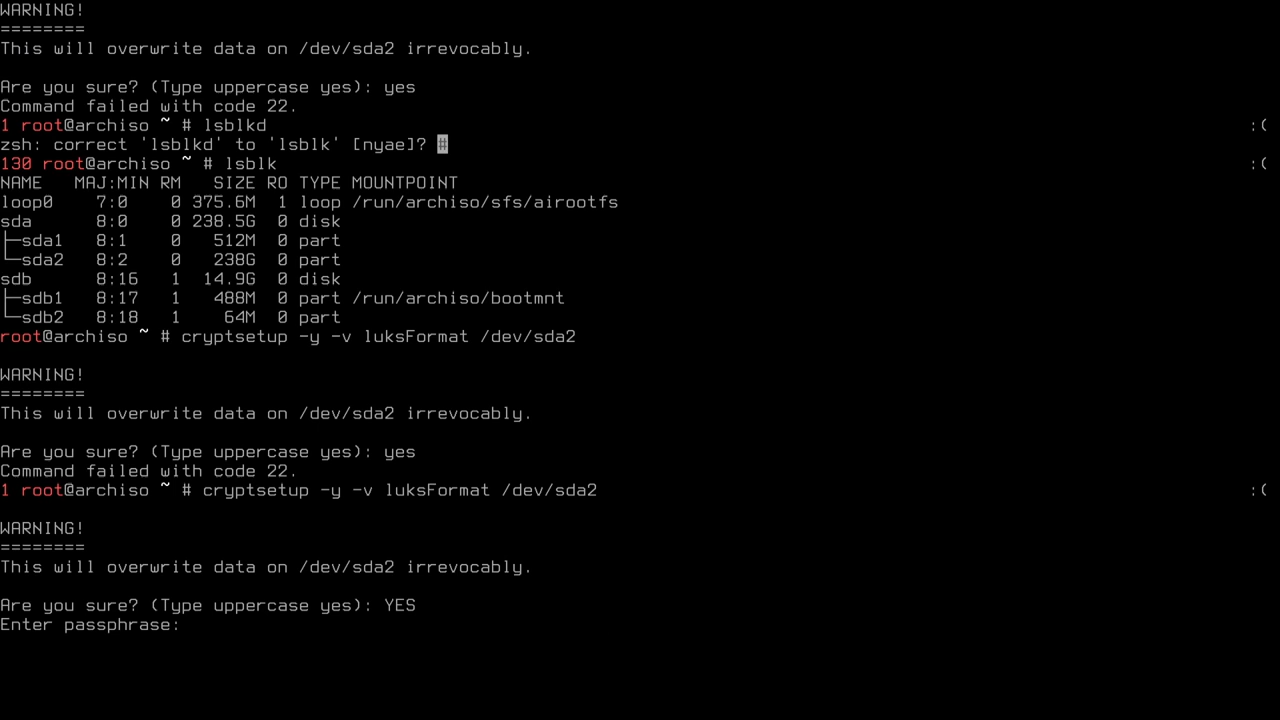 WARNING!
========
This will overwrite data on /dev/sda2 irrevocably.
Are you sure? (Type uppercase yes): yes
Command failed with code 22.
1 root@archiso ~ # lsblkd :(
zsh: correct 'lsblkd' to 'lsblk' [nyae]? #
130 root@archiso ~ # lsblk :(
NAME   MAJ:MIN RM   SIZE RO TYPE MOUNTPOINT
loop0    7:0    0 375.6M  1 loop /run/archiso/sfs/airootfs
sda      8:0    0 238.5G  0 disk
├─sda1   8:1    0   512M  0 part
└─sda2   8:2    0   238G  0 part
sdb      8:16   1  14.9G  0 disk
├─sdb1   8:17   1   488M  0 part /run/archiso/bootmnt
└─sdb2   8:18   1    64M  0 part
root@archiso ~ # cryptsetup -y -v luksFormat /dev/sda2
WARNING!
========
This will overwrite data on /dev/sda2 irrevocably.
Are you sure? (Type uppercase yes): yes
Command failed with code 22.
1 root@archiso ~ # cryptsetup -y -v luksFormat /dev/sda2 :(
WARNING!
========
This will overwrite data on /dev/sda2 irrevocably.
Are you sure? (Type uppercase yes): YES
Enter passphrase: